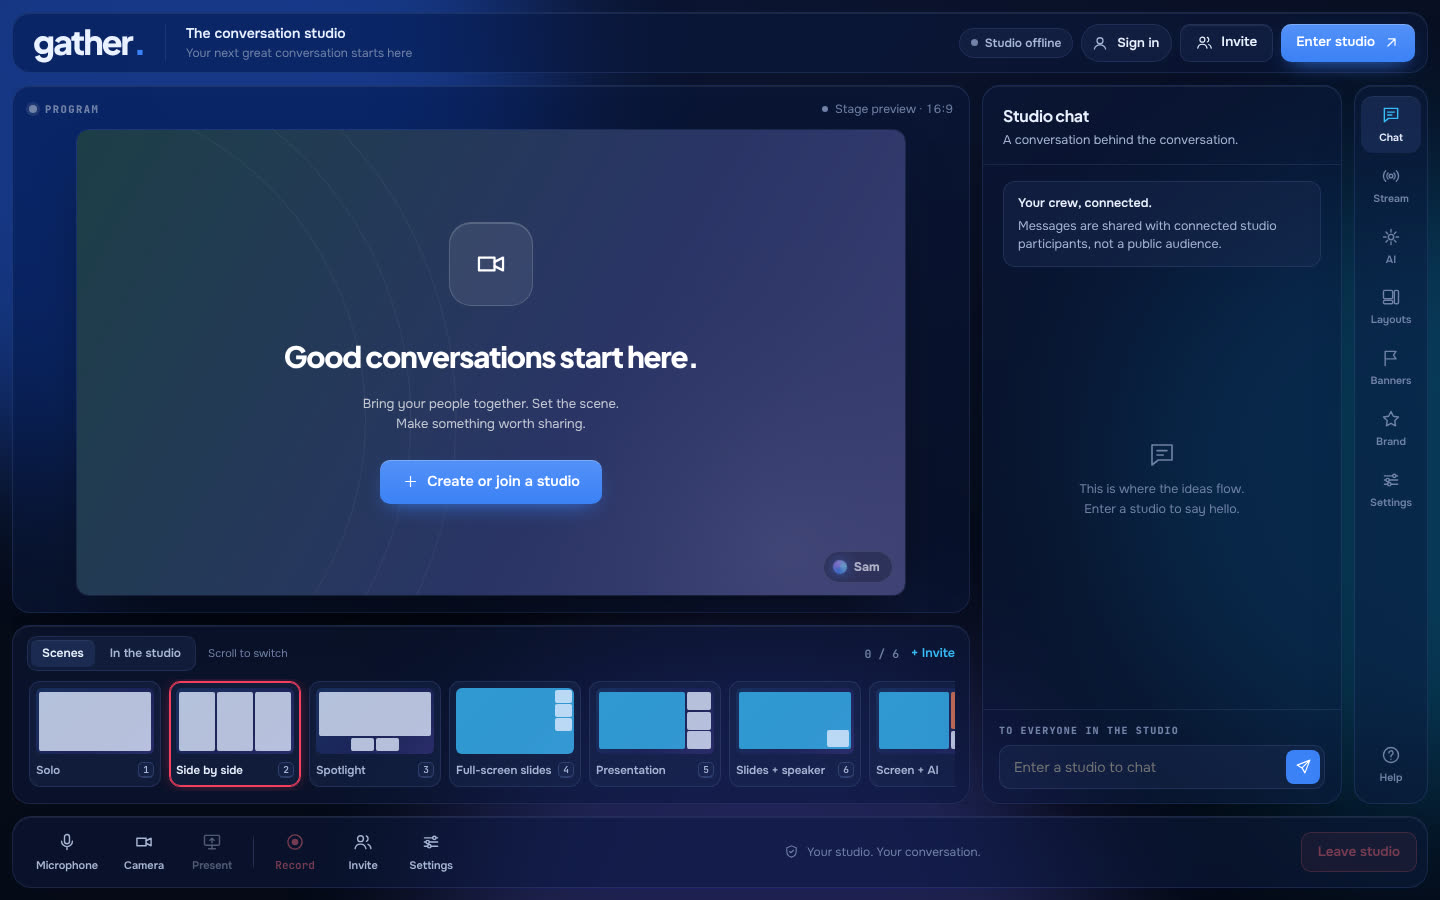 gather.
The conversation studio
Your next great conversation starts here
Studio offline
Sign in
Invite
Enter studio
PROGRAM
Stage preview · 16:9
Good conversations start here.
Bring your people together. Set the scene.
Make something worth sharing.
+ Create or join a studio
Sam
Scenes
In the studio
Scroll to switch
0 / 6
+ Invite
Solo 1
Side by side 2
Spotlight 3
Full-screen slides 4
Presentation 5
Slides + speaker 6
Screen + AI
Studio chat
A conversation behind the conversation.
Your crew, connected.
Messages are shared with connected studio
participants, not a public audience.
This is where the ideas flow.
Enter a studio to say hello.
TO EVERYONE IN THE STUDIO
Enter a studio to chat
Chat
Stream
AI
Layouts
Banners
Brand
Settings
Help
Microphone
Camera
Present
Record
Invite
Settings
Your studio. Your conversation.
Leave studio